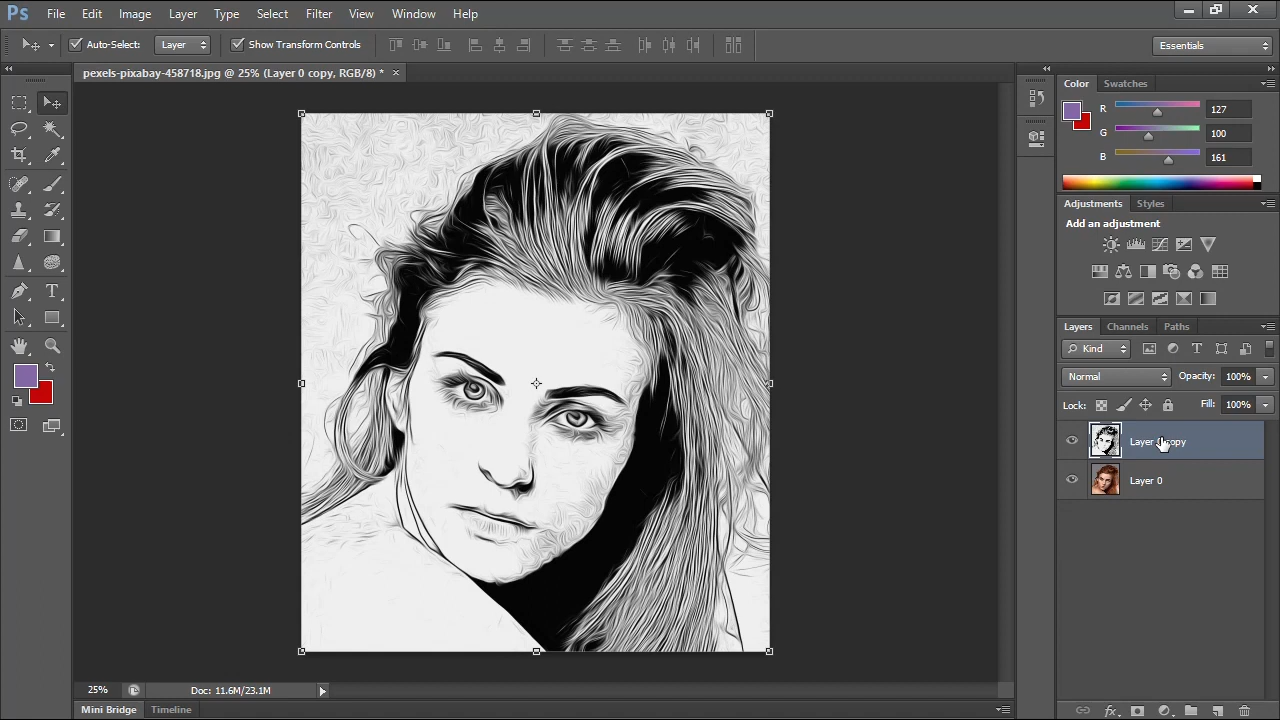 Ps File Edit Image Layer Type Select Filter View Window Help
Auto-Select: Layer Show Transform Controls Essentials
pexels-pixabay-458718.jpg @ 25% (Layer 0 copy, RGB/8) * ×
Color Swatches
R 127
G 100
B 161
Adjustments Styles
Add an adjustment
Layers Channels Paths
Kind
Normal Opacity: 100%
Lock: Fill: 100%
Layer copy
Layer 0
25% Doc: 11.6M/23.1M
Mini Bridge Timeline